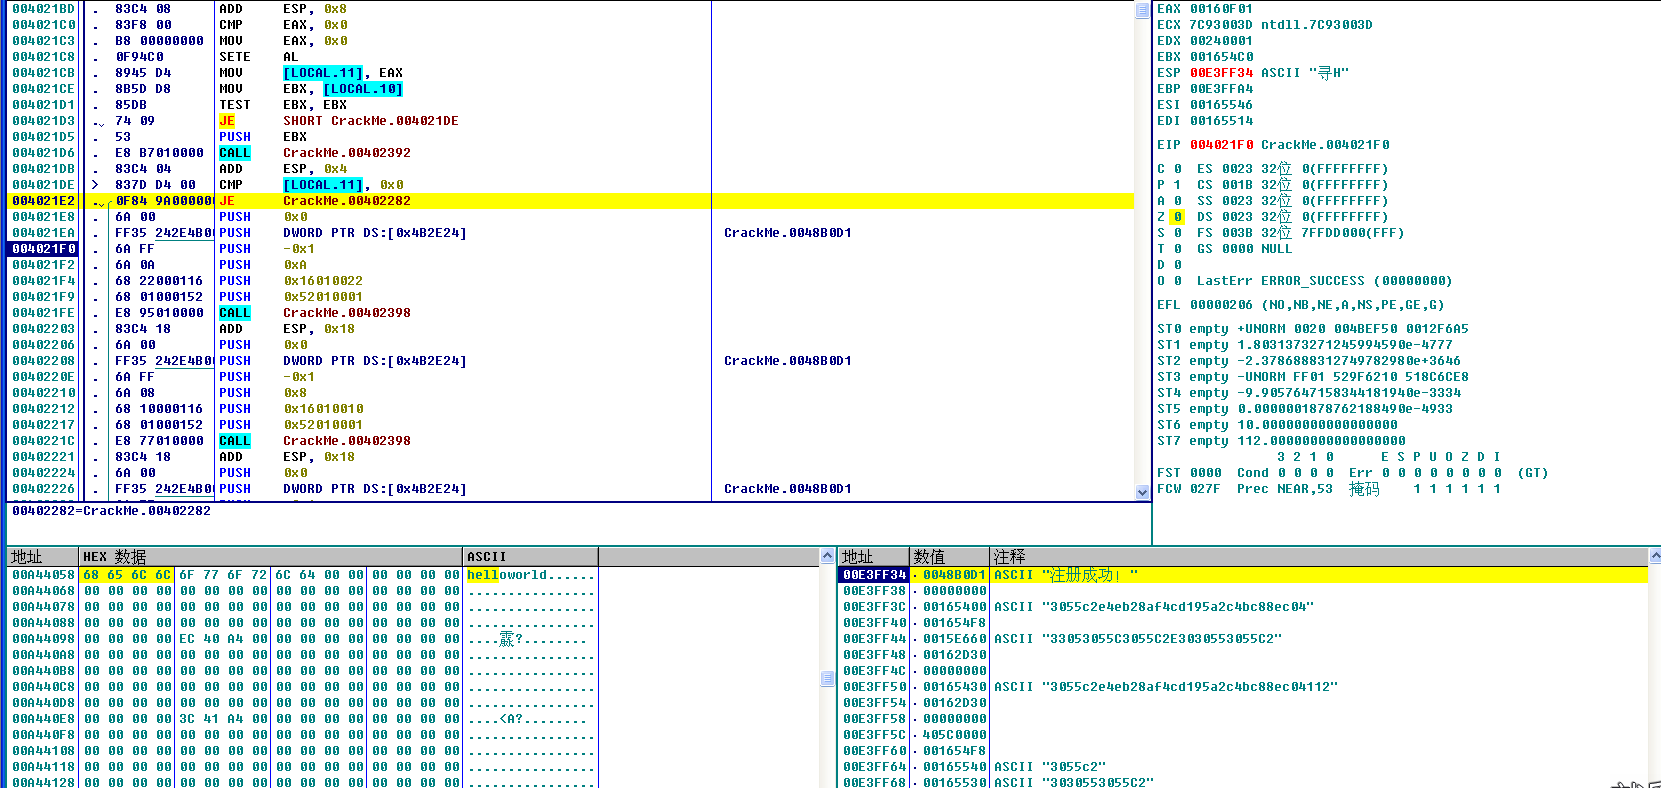 004021BD . 83C4 08 ADD ESP, 0x8
004021C0 . 83F8 00 CMP EAX, 0x0
004021C3 . B8 00000000 MOV EAX, 0x0
004021C8 . 0F94C0 SETE AL
004021CB . 8945 D4 MOV [LOCAL.11], EAX
004021CE . 8B5D D8 MOV EBX, [LOCAL.10]
004021D1 . 85DB TEST EBX, EBX
004021D3 . 74 09 JE SHORT CrackMe.004021DE
004021D5 . 53 PUSH EBX
004021D6 . E8 B7010000 CALL CrackMe.00402392
004021DB . 83C4 04 ADD ESP, 0x4
004021DE > 837D D4 00 CMP [LOCAL.11], 0x0
004021E2 . 0F84 9A00000 JE CrackMe.00402282
004021E8 . 6A 00 PUSH 0x0
004021EA . FF35 242E4B0 PUSH DWORD PTR DS:[0x4B2E24] CrackMe.0048B0D1
004021F0 . 6A FF PUSH -0x1
004021F2 . 6A 0A PUSH 0xA
004021F4 . 68 22000116 PUSH 0x16010022
004021F9 . 68 01000152 PUSH 0x52010001
004021FE . E8 95010000 CALL CrackMe.00402398
00402203 . 83C4 18 ADD ESP, 0x18
00402206 . 6A 00 PUSH 0x0
00402208 . FF35 242E4B0 PUSH DWORD PTR DS:[0x4B2E24] CrackMe.0048B0D1
0040220E . 6A FF PUSH -0x1
00402210 . 6A 08 PUSH 0x8
00402212 . 68 10000116 PUSH 0x16010010
00402217 . 68 01000152 PUSH 0x52010001
0040221C . E8 77010000 CALL CrackMe.00402398
00402221 . 83C4 18 ADD ESP, 0x18
00402224 . 6A 00 PUSH 0x0
00402226 . FF35 242E4B0 PUSH DWORD PTR DS:[0x4B2E24] CrackMe.0048B0D1
00402282=CrackMe.00402282
EAX 00160F01
ECX 7C93003D ntdll.7C93003D
EDX 00240001
EBX 001654C0
ESP 00E3FF34 ASCII "寻H"
EBP 00E3FFA4
ESI 00165546
EDI 00165514
EIP 004021F0 CrackMe.004021F0
C 0 ES 0023 32位 0(FFFFFFFF)
P 1 CS 001B 32位 0(FFFFFFFF)
A 0 SS 0023 32位 0(FFFFFFFF)
Z 0 DS 0023 32位 0(FFFFFFFF)
S 0 FS 003B 32位 7FFDD000(FFF)
T 0 GS 0000 NULL
D 0
O 0 LastErr ERROR_SUCCESS (00000000)
EFL 00000206 (NO,NB,NE,A,NS,PE,GE,G)
ST0 empty +UNORM 0020 004BEF50 0012F6A5
ST1 empty 1.8031373271245994590e-4777
ST2 empty -2.3786888312749782980e+3646
ST3 empty -UNORM FF01 529F6210 518C6CE8
ST4 empty -9.9057647158344181940e-3334
ST5 empty 0.0000001878762188490e-4933
ST6 empty 10.000000000000000000
ST7 empty 112.00000000000000000
3 2 1 0 E S P U O Z D I
FST 0000 Cond 0 0 0 0 Err 0 0 0 0 0 0 0 0 (GT)
FCW 027F Prec NEAR,53 掩码 1 1 1 1 1 1
地址 HEX 数据 ASCII
00A44058 68 65 6C 6C 6F 77 6F 72 6C 64 00 00 00 00 00 00 helloworld......
00A44068 00 00 00 00 00 00 00 00 00 00 00 00 00 00 00 00 ................
00A44078 00 00 00 00 00 00 00 00 00 00 00 00 00 00 00 00 ................
00A44088 00 00 00 00 00 00 00 00 00 00 00 00 00 00 00 00 ................
00A44098 00 00 00 00 EC 40 A4 00 00 00 00 00 00 00 00 00
00A440A8 00 00 00 00 00 00 00 00 00 00 00 00 00 00 00 00 ................
00A440B8 00 00 00 00 00 00 00 00 00 00 00 00 00 00 00 00 ................
00A440C8 00 00 00 00 00 00 00 00 00 00 00 00 00 00 00 00 ................
00A440D8 00 00 00 00 00 00 00 00 00 00 00 00 00 00 00 00 ................
00A440E8 00 00 00 00 3C 41 A4 00 00 00 00 00 00 00 00 00 ....<A?.........
00A440F8 00 00 00 00 00 00 00 00 00 00 00 00 00 00 00 00 ................
00A44108 00 00 00 00 00 00 00 00 00 00 00 00 00 00 00 00 ................
00A44118 00 00 00 00 00 00 00 00 00 00 00 00 00 00 00 00 ................
00A44128 00 00 00 00 00 00 00 00 00 00 00 00 00 00 00 00 ................
地址 数值 注释
00E3FF34 · 0048B0D1 ASCII "注册成功！"
00E3FF38 · 00000000
00E3FF3C · 00165400 ASCII "3055c2e4eb28af4cd195a2c4bc88ec04"
00E3FF40 · 001654F8
00E3FF44 · 0015E660 ASCII "33053055C3055C2E3030553055C2"
00E3FF48 · 00162D30
00E3FF4C · 00000000
00E3FF50 · 00165430 ASCII "3055c2e4eb28af4cd195a2c4bc88ec04112"
00E3FF54 · 00162D30
00E3FF58 · 00000000
00E3FF5C · 405C0000
00E3FF60 · 001654F8
00E3FF64 · 00165540 ASCII "3055c2"
00E3FF68 · 00165530 ASCII "3030553055C2"